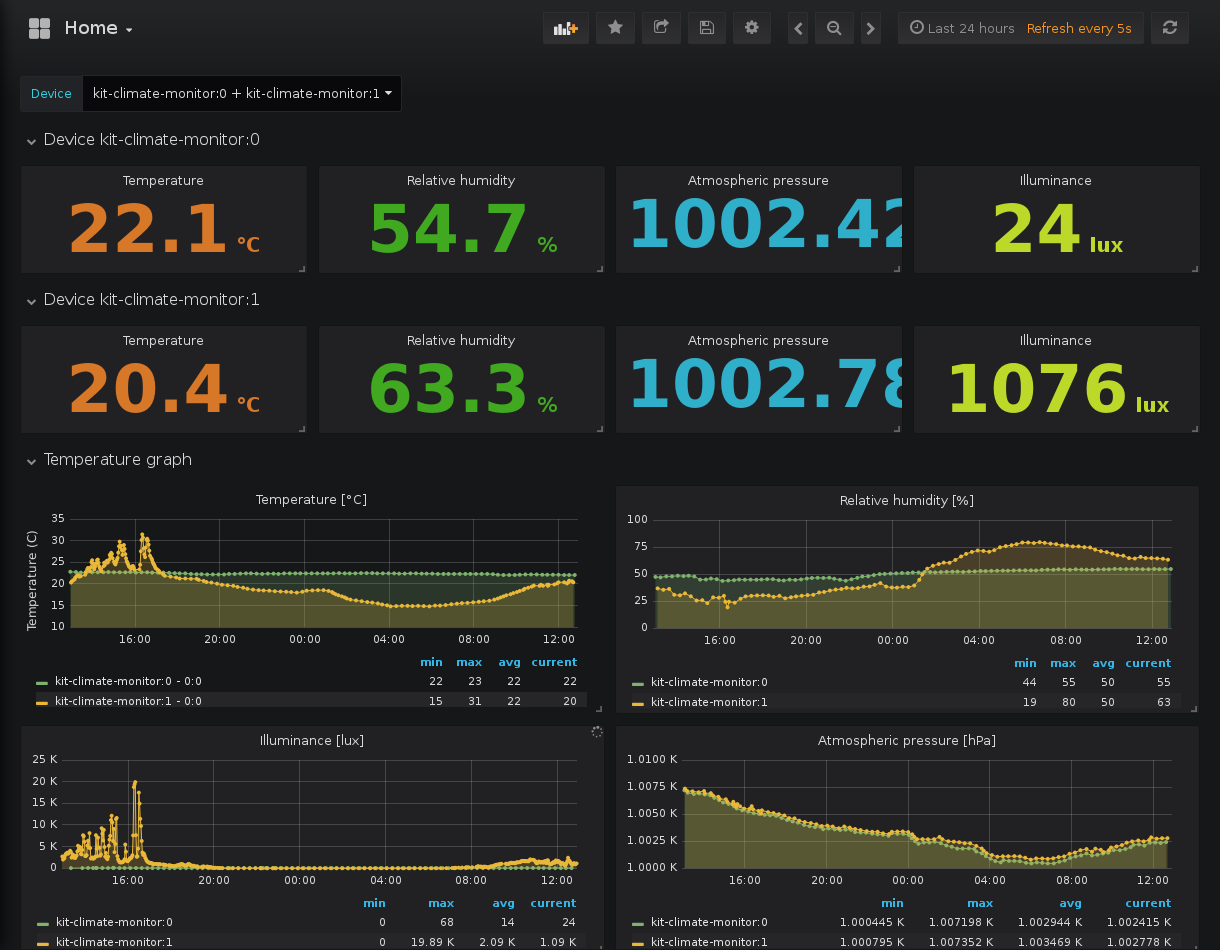 Home
Last 24 hours Refresh every 5s
Device kit-climate-monitor:0 + kit-climate-monitor:1
Device kit-climate-monitor:0
Temperature Relative humidity Atmospheric pressure Illuminance
22.1 °C 54.7 % 1002.42 24 lux
Device kit-climate-monitor:1
Temperature Relative humidity Atmospheric pressure Illuminance
20.4 °C 63.3 % 1002.78 1076 lux
Temperature graph
Temperature [°C]
Temperature (C)
35
30
25
20
15
10
16:00 20:00 00:00 04:00 08:00 12:00
min max avg current
kit-climate-monitor:0 - 0:0 22 23 22 22
kit-climate-monitor:1 - 0:0 15 31 22 20
Relative humidity [%]
100
75
50
25
0
16:00 20:00 00:00 04:00 08:00 12:00
min max avg current
kit-climate-monitor:0 44 55 50 55
kit-climate-monitor:1 19 80 50 63
Illuminance [lux]
25 K
20 K
15 K
10 K
5 K
0
16:00 20:00 00:00 04:00 08:00 12:00
min max avg current
kit-climate-monitor:0 0 68 14 24
kit-climate-monitor:1 0 19.89 K 2.09 K 1.09 K
Atmospheric pressure [hPa]
1.0100 K
1.0075 K
1.0050 K
1.0025 K
1.0000 K
16:00 20:00 00:00 04:00 08:00 12:00
min max avg current
kit-climate-monitor:0 1.000445 K 1.007198 K 1.002944 K 1.002415 K
kit-climate-monitor:1 1.000795 K 1.007352 K 1.003469 K 1.002778 K